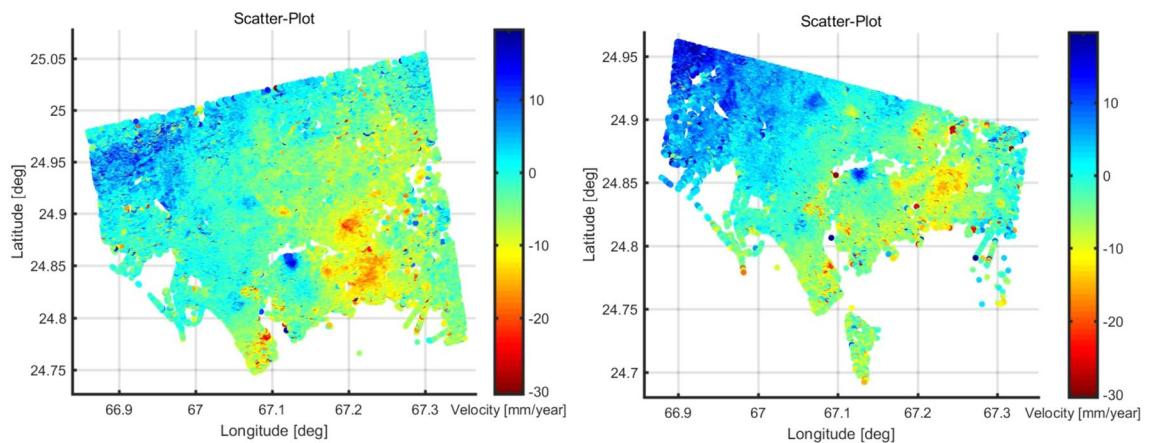 Scatter-Plot
25.05
25
24.95
24.9
24.85
24.8
24.75
Latitude [deg]
66.9 67 67.1 67.2 67.3
Longitude [deg]
10
0
-10
-20
-30
Velocity [mm/year]
Scatter-Plot
24.95
24.9
24.85
24.8
24.75
24.7
Latitude [deg]
66.9 67 67.1 67.2 67.3
Longitude [deg]
10
0
-10
-20
-30
Velocity [mm/year]